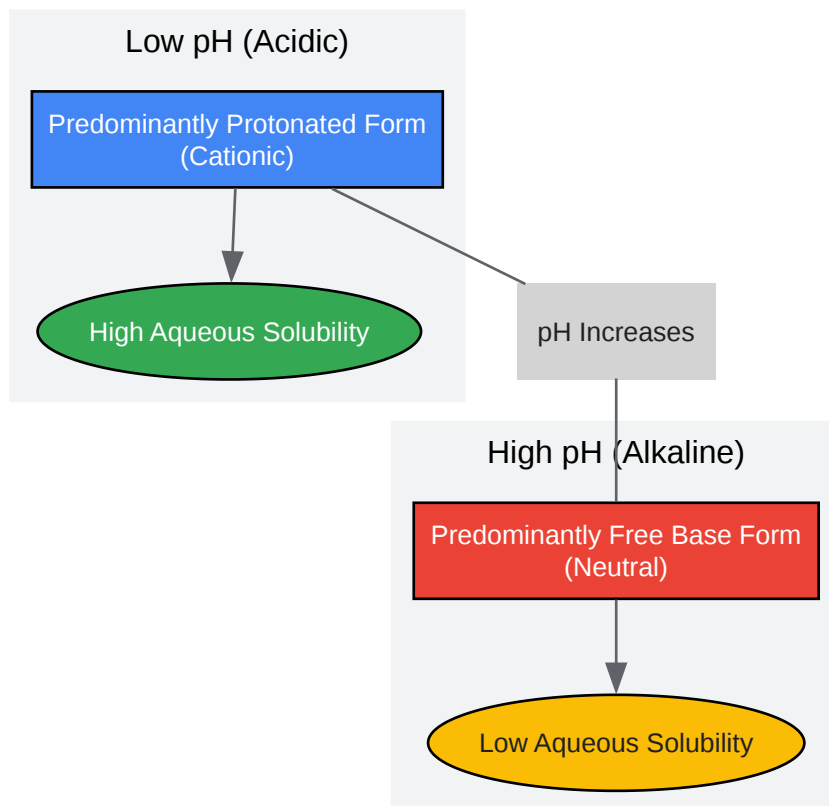 Low pH (Acidic)
Predominantly Protonated Form
(Cationic)
High Aqueous Solubility
pH Increases
High pH (Alkaline)
Predominantly Free Base Form
(Neutral)
Low Aqueous Solubility